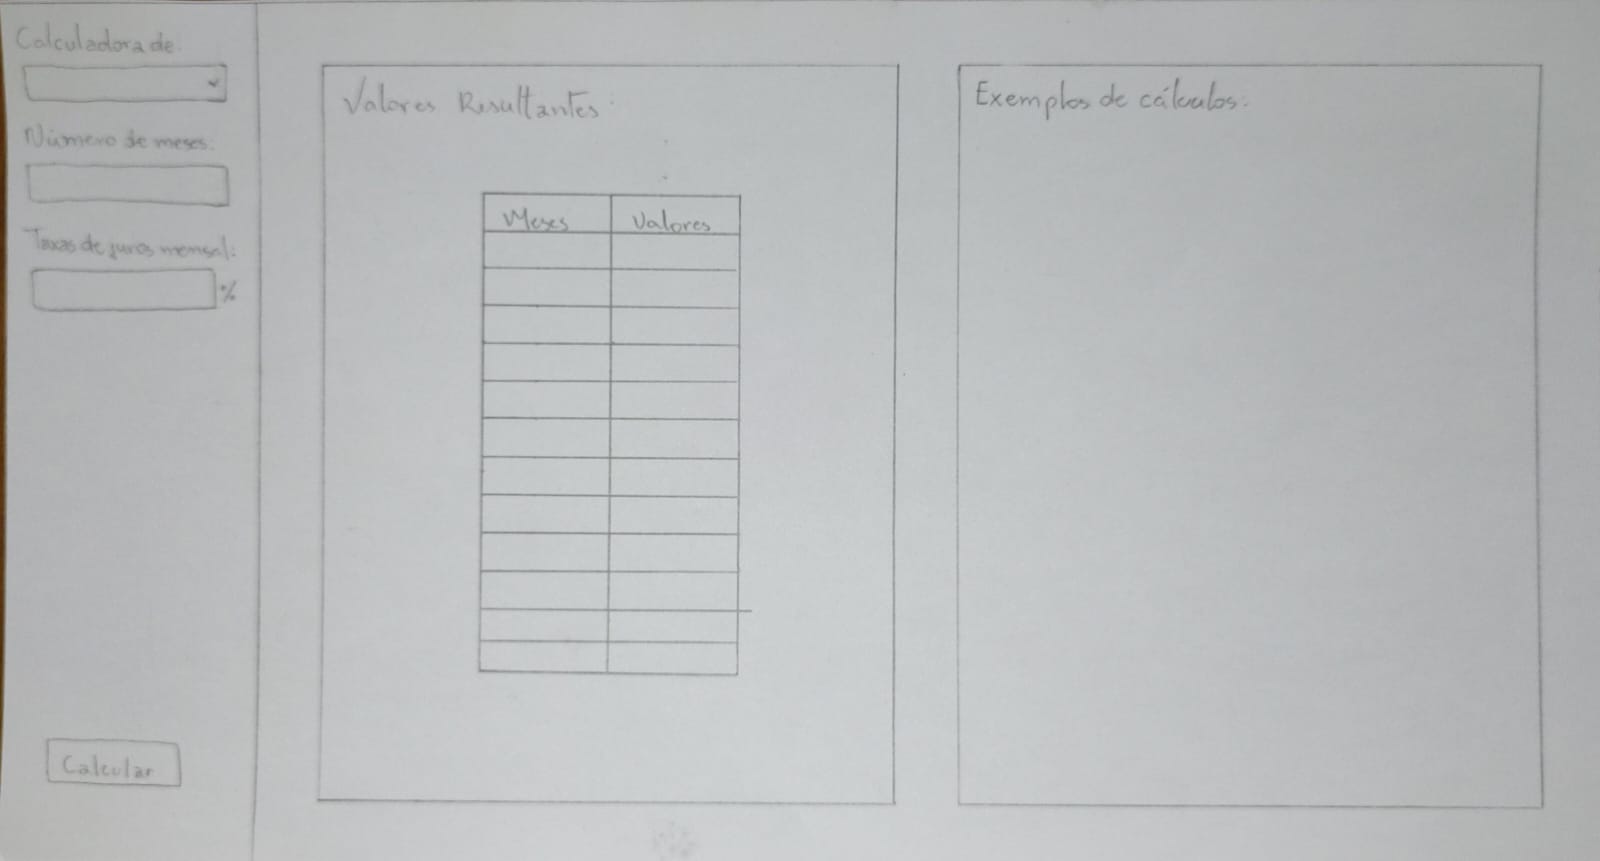 Calculadora de:
Número de meses:
Taxas de juros mensal:
%
Calcular
Valores Resultantes:
Meses Valores
Exemplos de cálculos: